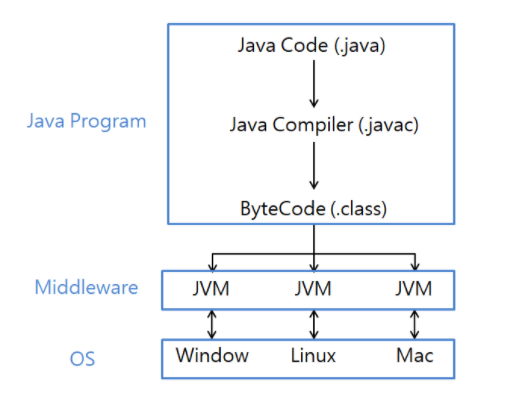 Java Code (.java)
Java Program
Java Compiler (.javac)
ByteCode (.class)
Middleware
JVM JVM JVM
OS
Window Linux Mac